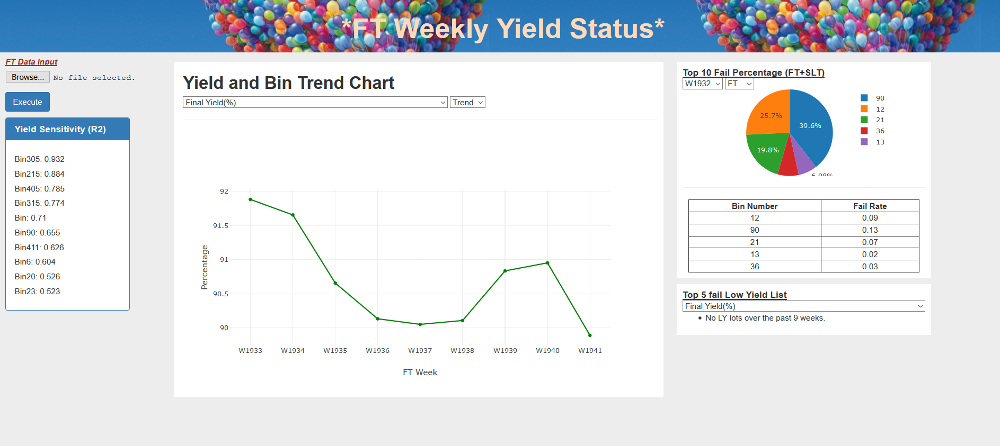 *FT Weekly Yield Status*
FT Data Input
Browse... No file selected.
Execute
Yield Sensitivity (R2)
Bin305: 0.932
Bin215: 0.884
Bin405: 0.785
Bin315: 0.774
Bin: 0.71
Bin90: 0.655
Bin411: 0.626
Bin6: 0.604
Bin20: 0.526
Bin23: 0.523
Yield and Bin Trend Chart
Final Yield(%) Trend
92
91.5
91
90.5
90
Percentage
W1933 W1934 W1935 W1936 W1937 W1938 W1939 W1940 W1941
FT Week
Top 10 Fail Percentage (FT+SLT)
W1932 FT
39.6%
25.7%
19.8%
6.98%
90
12
21
36
13
Bin Number Fail Rate
12 0.09
90 0.13
21 0.07
13 0.02
36 0.03
Top 5 fail Low Yield List
Final Yield(%)
No LY lots over the past 9 weeks.